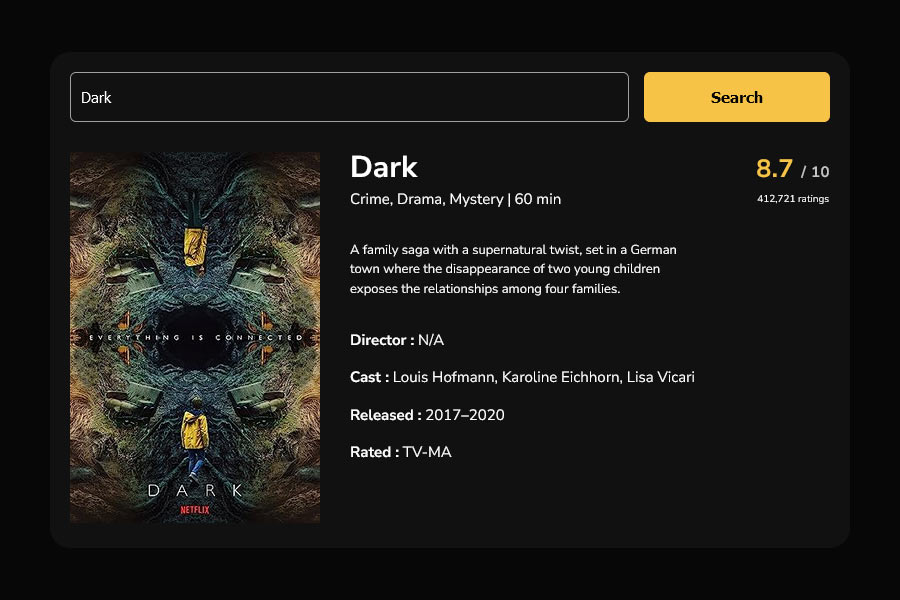 Dark
Search
Dark
8.7 / 10
Crime, Drama, Mystery | 60 min
412,721 ratings
A family saga with a supernatural twist, set in a German
town where the disappearance of two young children
exposes the relationships among four families.
EVERYTHING IS CONNECTED
Director : N/A
Cast : Louis Hofmann, Karoline Eichhorn, Lisa Vicari
Released : 2017–2020
Rated : TV-MA
DARK
NETFLIX